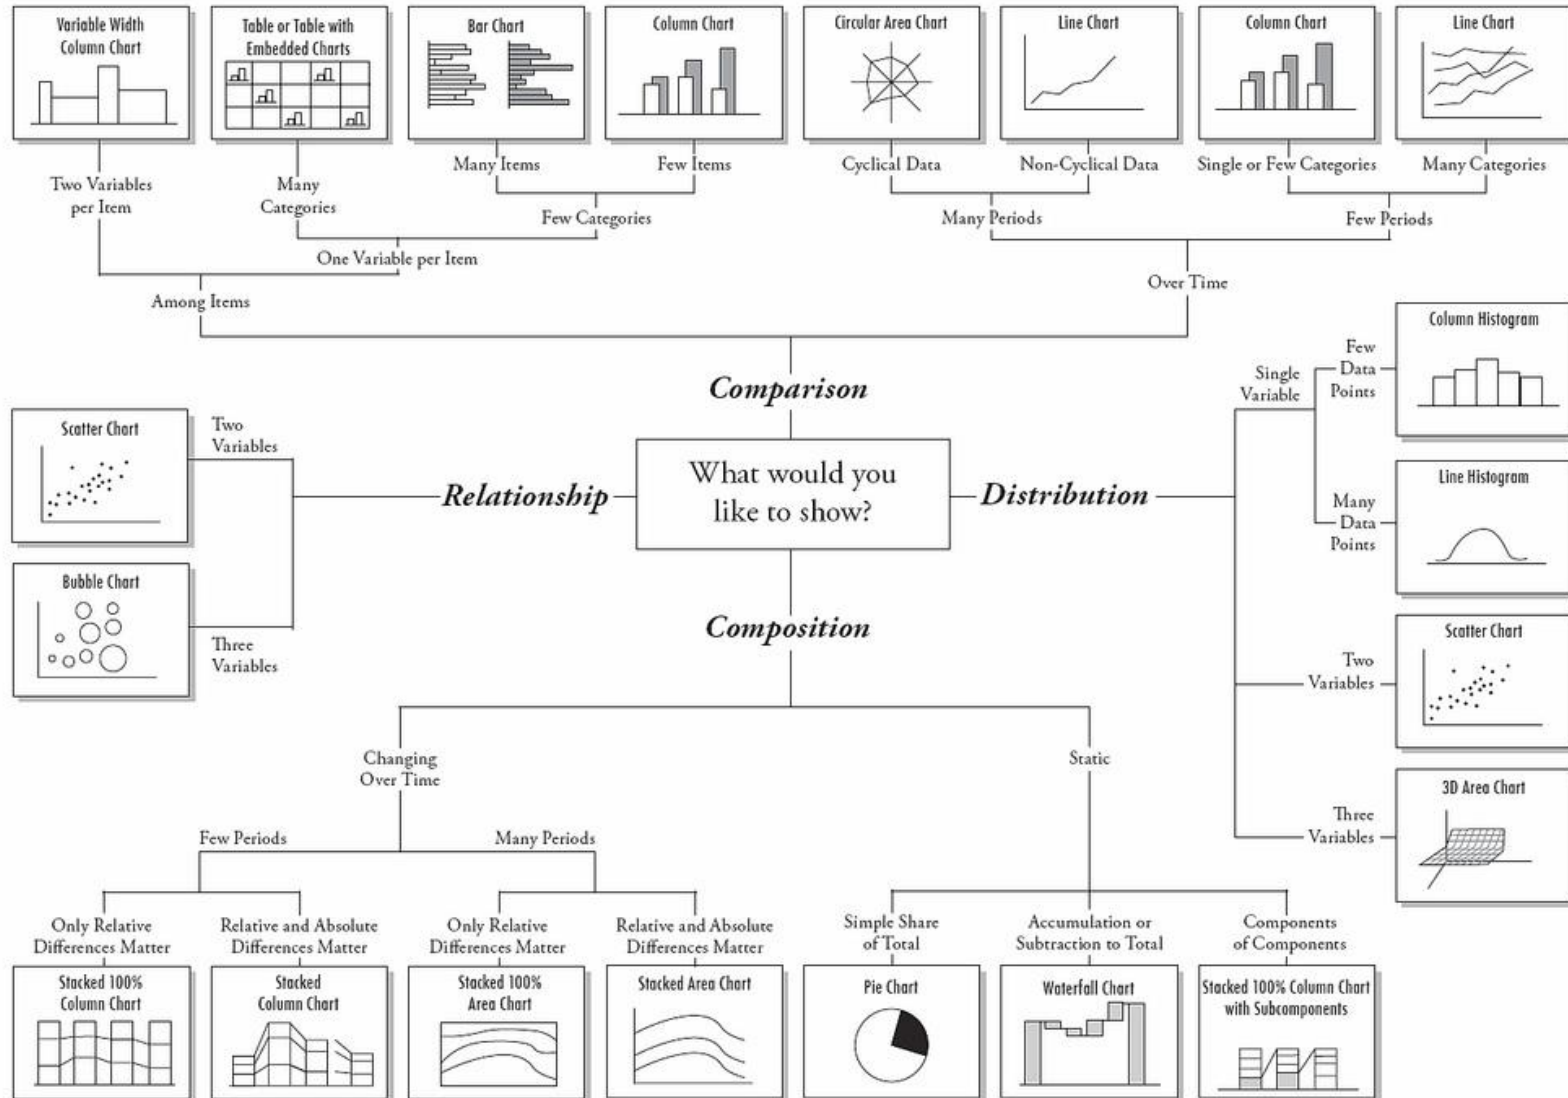 Variable Width
Column Chart
Table or Table with
Embedded Charts
Bar Chart
Column Chart
Circular Area Chart
Line Chart
Column Chart
Line Chart
Two Variables
per Item
Many
Categories
Many Items
Few Items
Cyclical Data
Non-Cyclical Data
Single or Few Categories
Many Categories
Few Categories
Many Periods
Few Periods
One Variable per Item
Among Items
Over Time
Comparison
What would you
like to show?
Relationship
Two
Variables
Scatter Chart
Three
Variables
Bubble Chart
Distribution
Single
Variable
Few
Data
Points
Column Histogram
Many
Data
Points
Line Histogram
Two
Variables
Scatter Chart
Three
Variables
3D Area Chart
Composition
Changing
Over Time
Static
Few Periods
Many Periods
Only Relative
Differences Matter
Relative and Absolute
Differences Matter
Only Relative
Differences Matter
Relative and Absolute
Differences Matter
Simple Share
of Total
Accumulation or
Subtraction to Total
Components
of Components
Stacked 100%
Column Chart
Stacked
Column Chart
Stacked 100%
Area Chart
Stacked Area Chart
Pie Chart
Waterfall Chart
Stacked 100% Column Chart
with Subcomponents